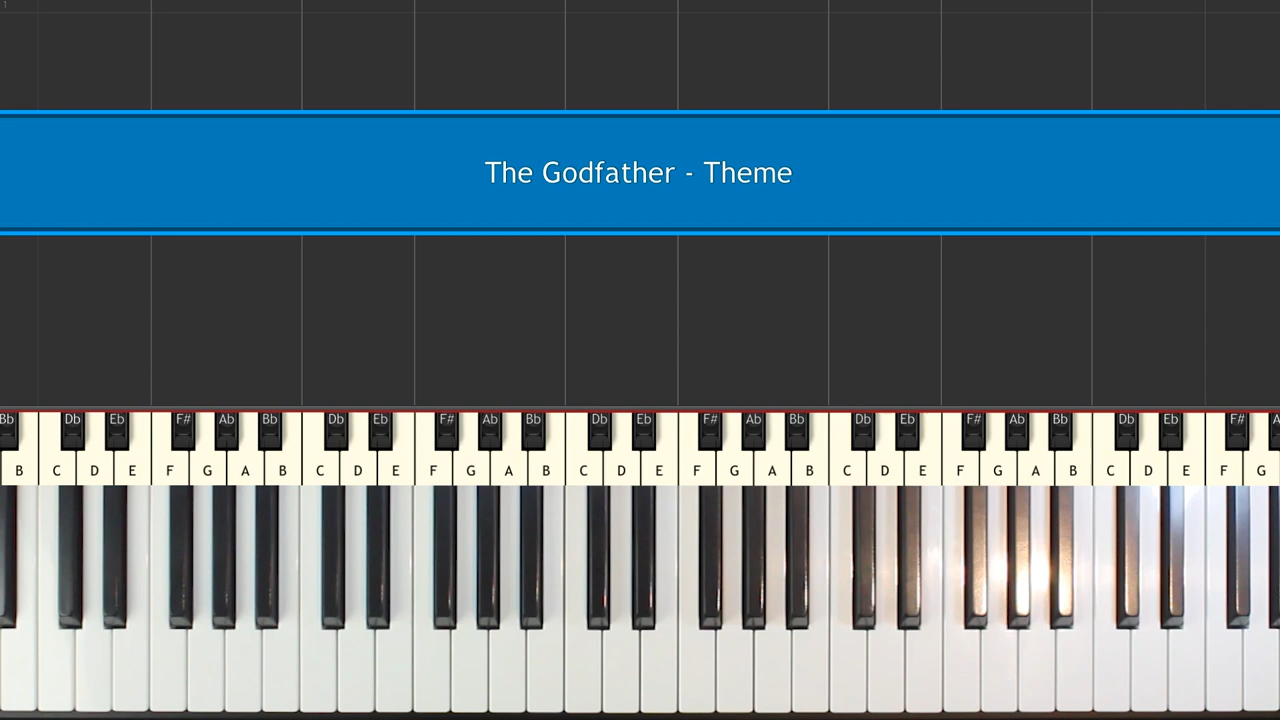 1
The Godfather - Theme
Bb Db Eb F# Ab Bb Db Eb F# Ab Bb Db Eb F# Ab Bb Db Eb F# Ab Bb Db Eb F# A
B C D E F G A B C D E F G A B C D E F G A B C D E F G A B C D E F G